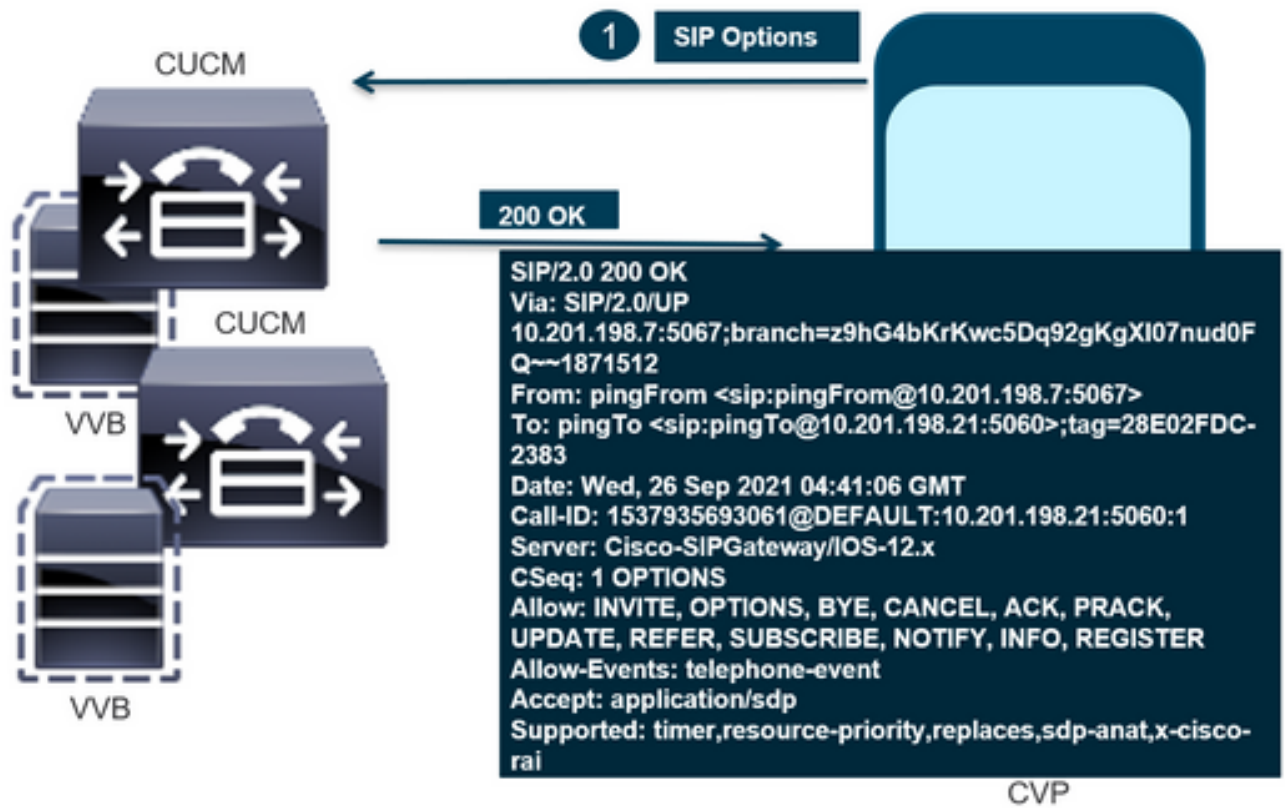 1
SIP Options
CUCM
200 OK
SIP/2.0 200 OK
Via: SIP/2.0/UP
10.201.198.7:5067;branch=z9hG4bKrKwc5Dq92gKgXI07nud0F
Q~~1871512
From: pingFrom <sip:pingFrom@10.201.198.7:5067>
To: pingTo <sip:pingTo@10.201.198.21:5060>;tag=28E02FDC-
2383
Date: Wed, 26 Sep 2021 04:41:06 GMT
Call-ID: 1537935693061@DEFAULT:10.201.198.21:5060:1
Server: Cisco-SIPGateway/IOS-12.x
CSeq: 1 OPTIONS
Allow: INVITE, OPTIONS, BYE, CANCEL, ACK, PRACK,
UPDATE, REFER, SUBSCRIBE, NOTIFY, INFO, REGISTER
Allow-Events: telephone-event
Accept: application/sdp
Supported: timer,resource-priority,replaces,sdp-anat,x-cisco-
rai
CUCM
VVB
VVB
CVP